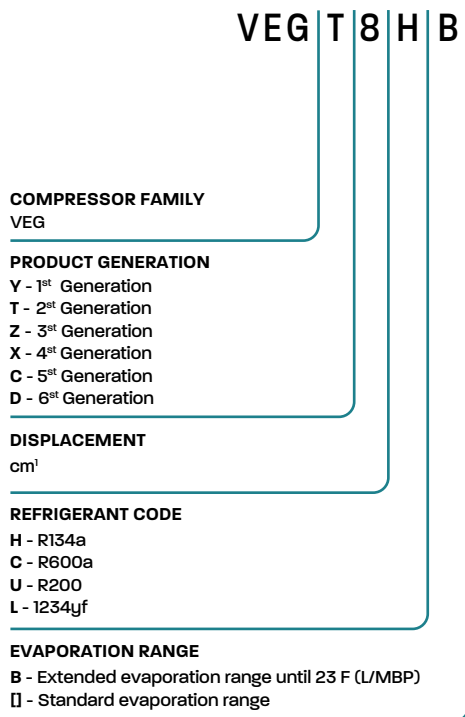 VEG T 8 H B
COMPRESSOR FAMILY
VEG
PRODUCT GENERATION
Y - 1st Generation
T - 2st Generation
Z - 3st Generation
X - 4st Generation
C - 5st Generation
D - 6st Generation
DISPLACEMENT
cm¹
REFRIGERANT CODE
H - R134a
C - R600a
U - R200
L - 1234yf
EVAPORATION RANGE
B - Extended evaporation range until 23 F (L/MBP)
[] - Standard evaporation range